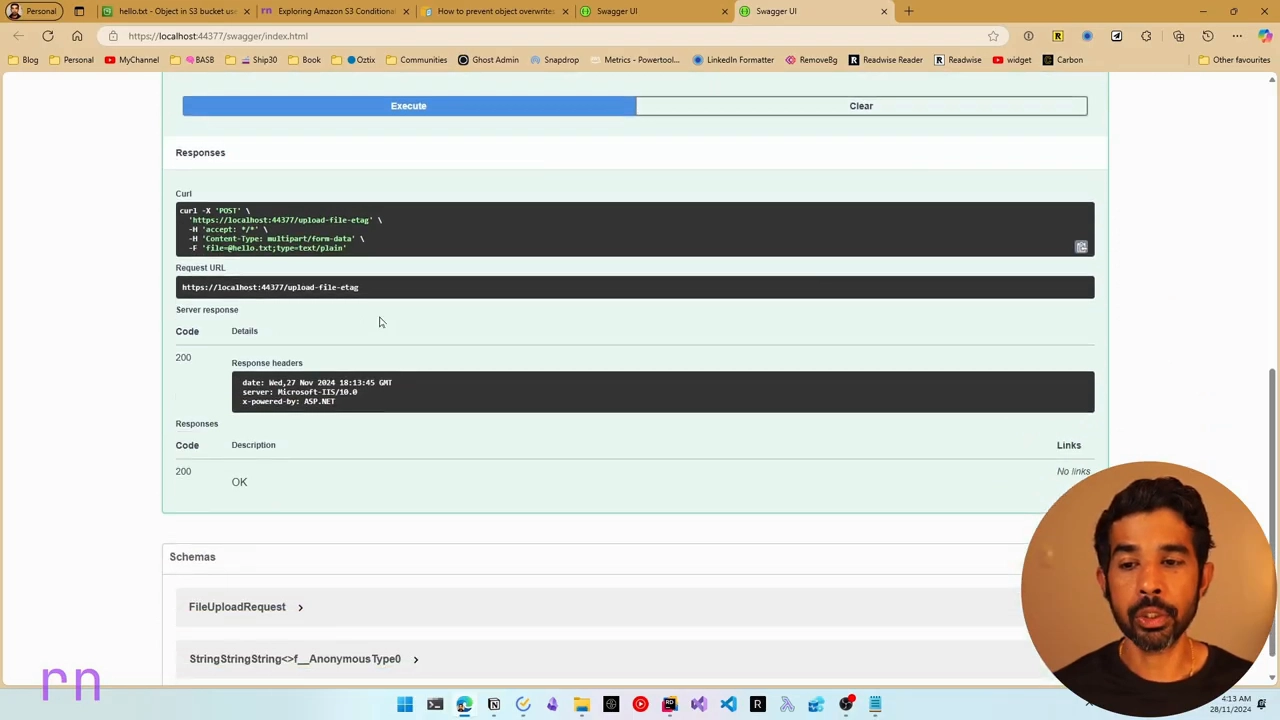 Personal
hello.txt - Object in S3 bucket use
rn Exploring Amazon S3 Conditional
How to prevent object overwrites
Swagger UI
Swagger UI
https://localhost:44377/swagger/index.html
Blog
Personal
MyChannel
BASB
Ship30
Book
Oztix
Communities
Ghost Admin
Snapdrop
Metrics - Powertool...
LinkedIn Formatter
RemoveBg
Readwise Reader
Readwise
widget
Carbon
Other favourites
Execute
Clear
Responses
Curl
curl -X 'POST' \
'https://localhost:44377/upload-file-etag' \
-H 'accept: */*' \
-H 'Content-Type: multipart/form-data' \
-F 'file=@hello.txt;type=text/plain'
Request URL
https://localhost:44377/upload-file-etag
Server response
Code Details
200
Response headers
date: Wed,27 Nov 2024 18:13:45 GMT
server: Microsoft-IIS/10.0
x-powered-by: ASP.NET
Responses
Code Description Links
200
OK
No links
Schemas
FileUploadRequest
StringStringString<>f__AnonymousType0
rn
4:13 AM
28/11/2024